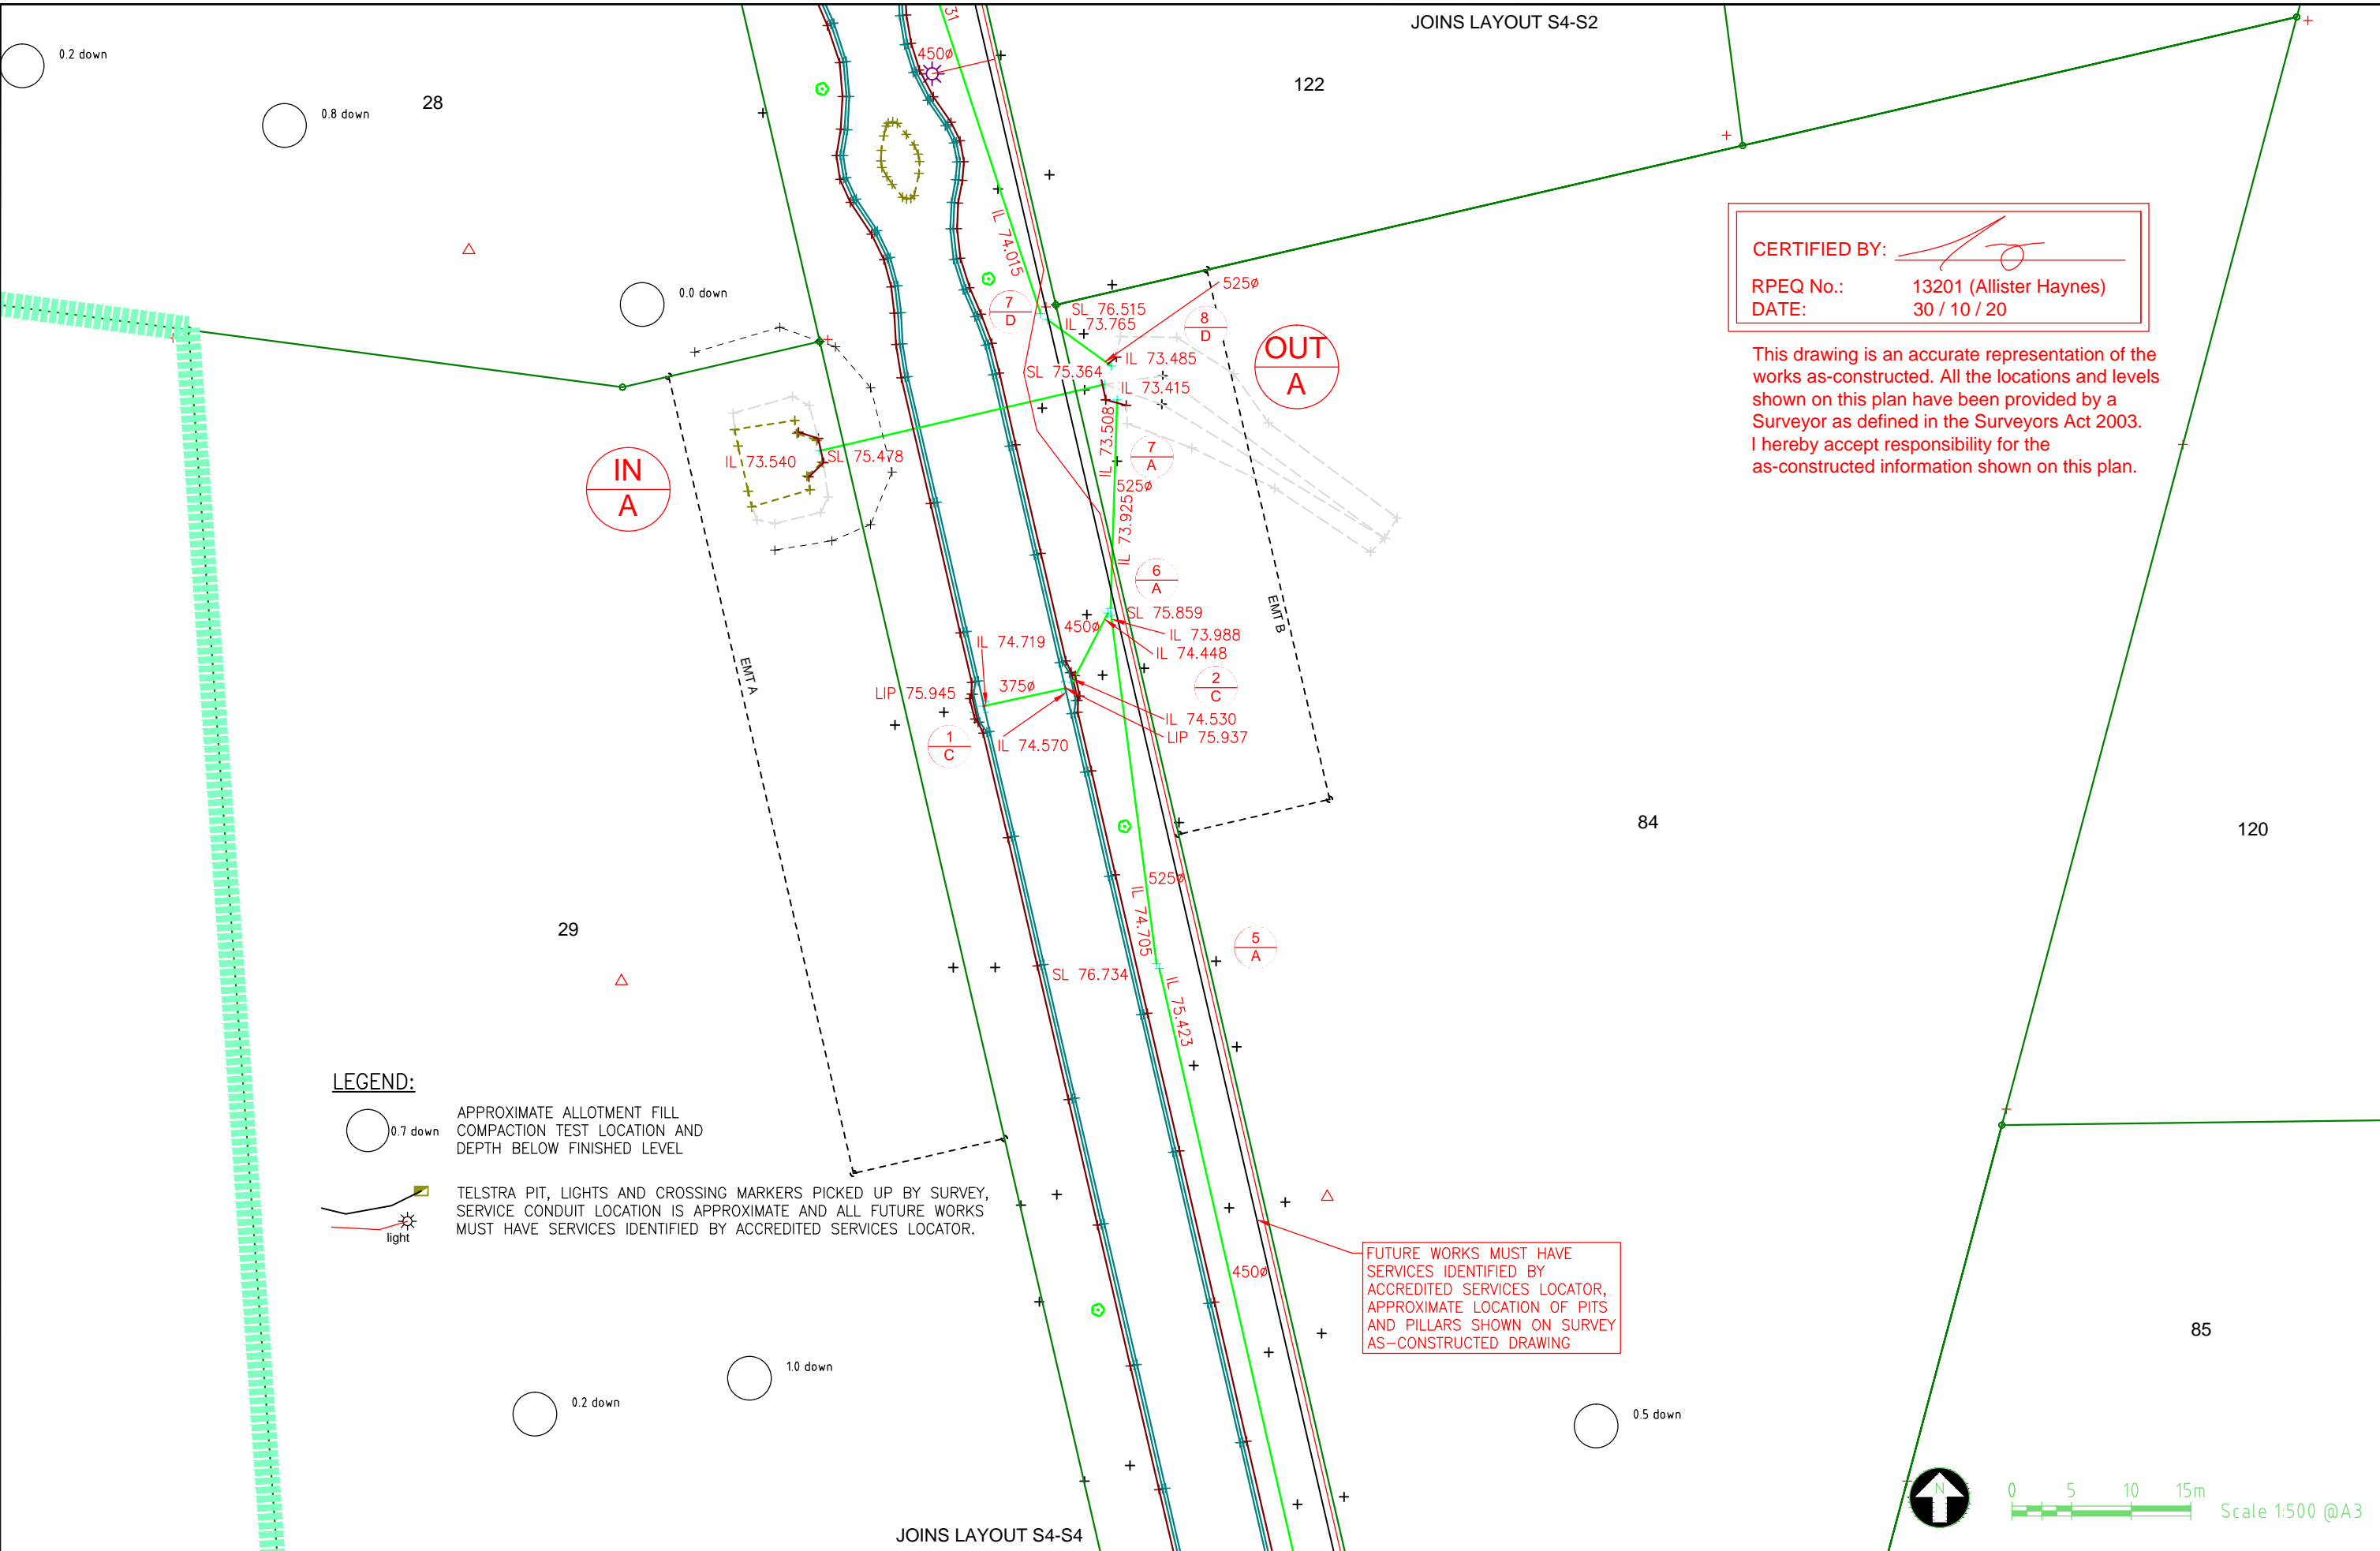 JOINS LAYOUT S4-S2
31
450ø
0.2 down
0.8 down
28
122
IL 74.015
0.0 down
7
D
SL 76.515
IL 73.765
525ø
8
D
OUT
A
IL 73.485
SL 75.364
IL 73.415
IL 73.508
7
A
525ø
IL 73.925
IN
A
IL 73.540
SL 75.478
6
A
SL 75.859
IL 73.988
IL 74.448
450ø
EMT A
EMT B
IL 74.719
375ø
LIP 75.945
2
C
IL 74.530
LIP 75.937
1
C
IL 74.570
84
120
525ø
IL 74.705
5
A
29
SL 76.734
IL 75.423
450ø
CERTIFIED BY:
RPEQ No.: 13201 (Allister Haynes)
DATE: 30 / 10 / 20
This drawing is an accurate representation of the
works as-constructed. All the locations and levels
shown on this plan have been provided by a
Surveyor as defined in the Surveyors Act 2003.
I hereby accept responsibility for the
as-constructed information shown on this plan.
LEGEND:
0.7 down
APPROXIMATE ALLOTMENT FILL
COMPACTION TEST LOCATION AND
DEPTH BELOW FINISHED LEVEL
TELSTRA PIT, LIGHTS AND CROSSING MARKERS PICKED UP BY SURVEY,
SERVICE CONDUIT LOCATION IS APPROXIMATE AND ALL FUTURE WORKS
MUST HAVE SERVICES IDENTIFIED BY ACCREDITED SERVICES LOCATOR.
light
FUTURE WORKS MUST HAVE
SERVICES IDENTIFIED BY
ACCREDITED SERVICES LOCATOR,
APPROXIMATE LOCATION OF PITS
AND PILLARS SHOWN ON SURVEY
AS-CONSTRUCTED DRAWING
85
1.0 down
0.2 down
0.5 down
N
0 5 10 15m
Scale 1:500 @A3
JOINS LAYOUT S4-S4